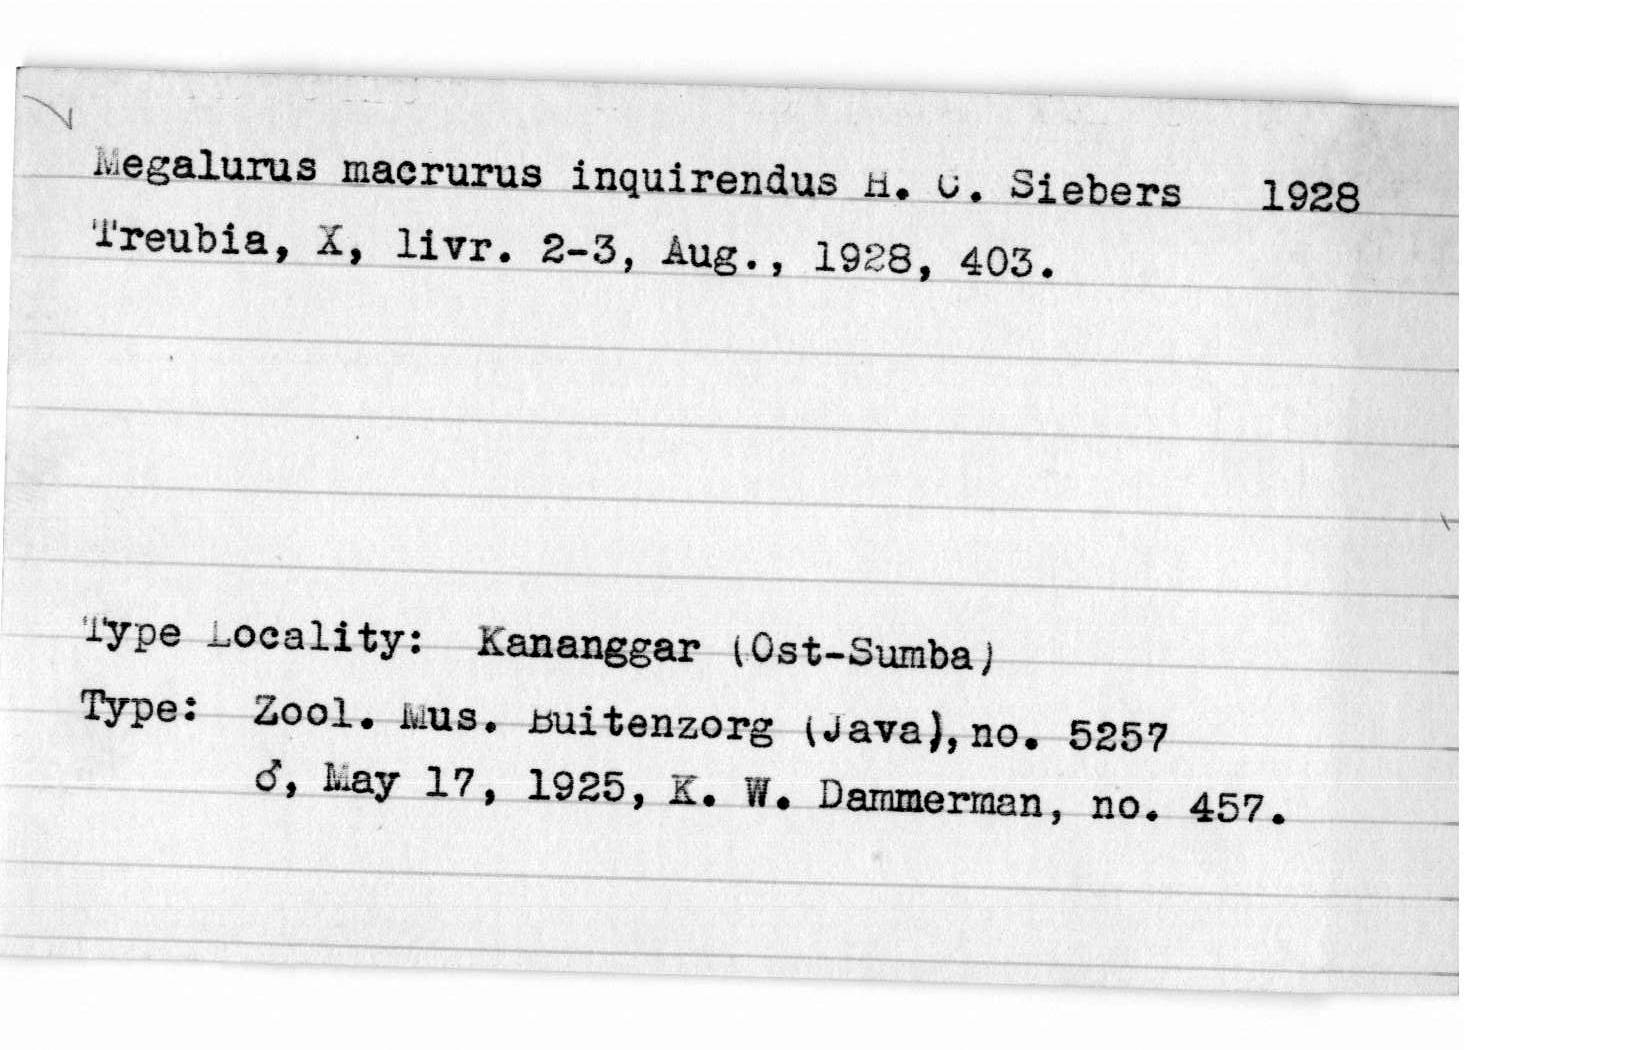 Megalurus macrurus inquirendus H. C. Siebers 1928
Treubia, X, livr. 2-3, Aug., 1928, 403.
Type Locality: Kananggar (Ost-Sumba)
Type: Zool. Mus. Buitenzorg (Java), no. 5257
♂, May 17, 1925, K. W. Dammerman, no. 457.